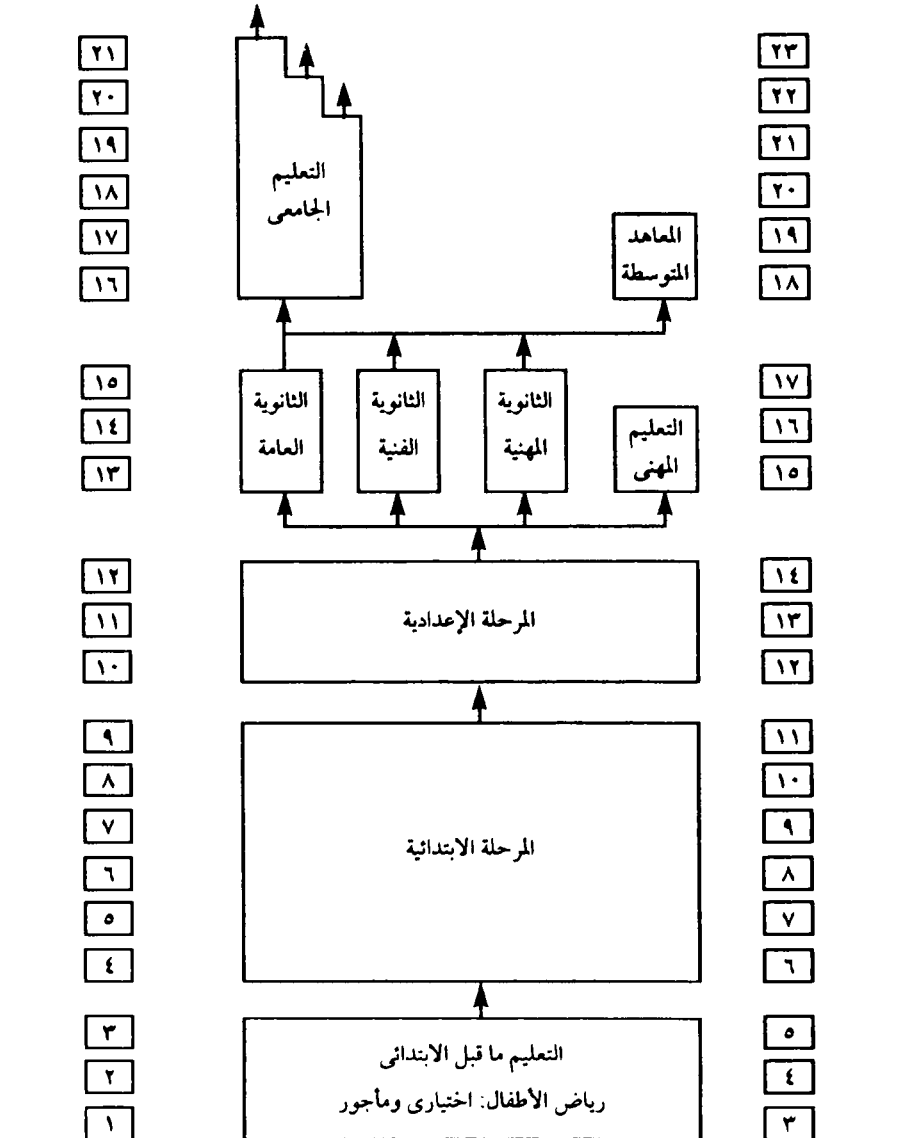 ٢٣
٢١
٢٢
٢٠
٢١
١٩
التعليم
الجامعى
٢٠
١٨
المعاهد
المتوسطة
١٩
١٧
١٨
١٦
١٧
١٥
١٦
١٤
١٥
١٣
الثانوية
العامة
الثانوية
الفنية
الثانوية
المهنية
التعليم
المهنى
١٤
١٢
المرحلة الإعدادية
١٣
١١
١٢
١٠
١١
٩
١٠
٨
٩
٧
المرحلة الابتدائية
٨
٦
٧
٥
٦
٤
٥
٣
التعليم ما قبل الابتدائى
٤
٢
رياض الأطفال: اختيارى ومأجور
٣
١